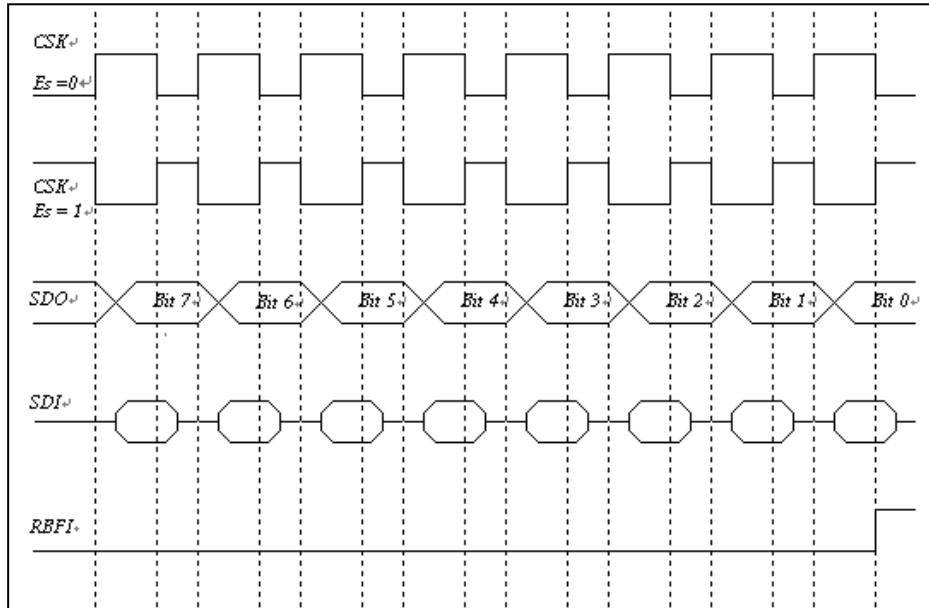 CSK↵
Es =0↵
CSK↵
Es = 1↵
SDO↵ Bit 7↵ Bit 6↵ Bit 5↵ Bit 4↵ Bit 3↵ Bit 2↵ Bit 1↵ Bit 0↵
SDI↵
RBFI↵